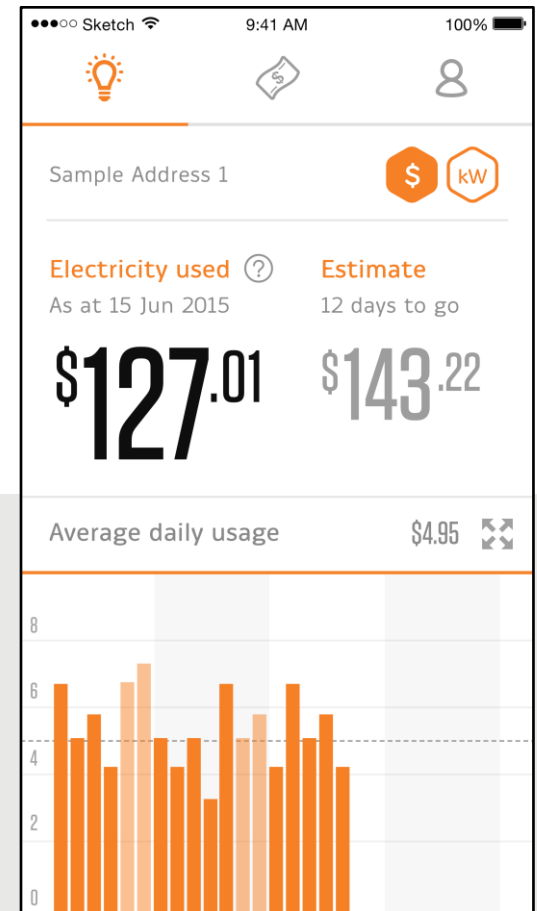 Sketch 9:41 AM 100%
$
Sample Address 1 $ kW
Electricity used ? Estimate
As at 15 Jun 2015 12 days to go
$127.01 $143.22
Average daily usage $4.95
8
6
4
2
0